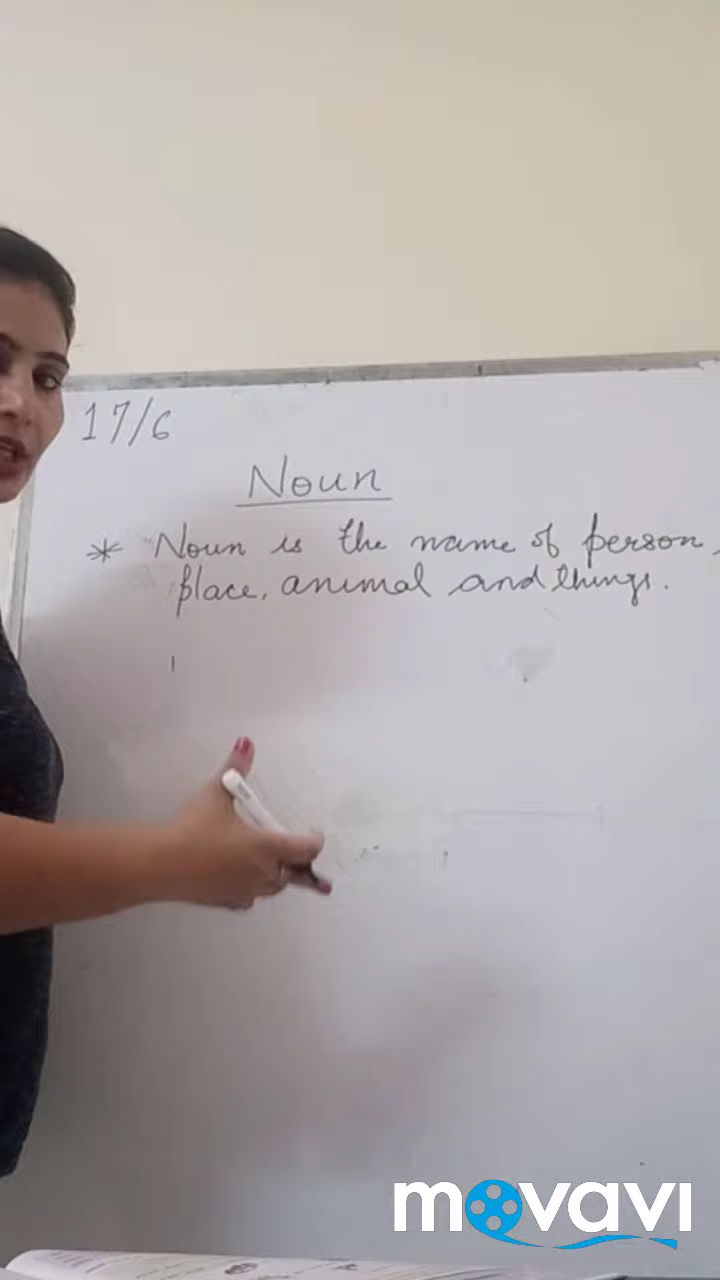 17/6
Noun
* Noun is the name of person,
place, animal and things.
movavi